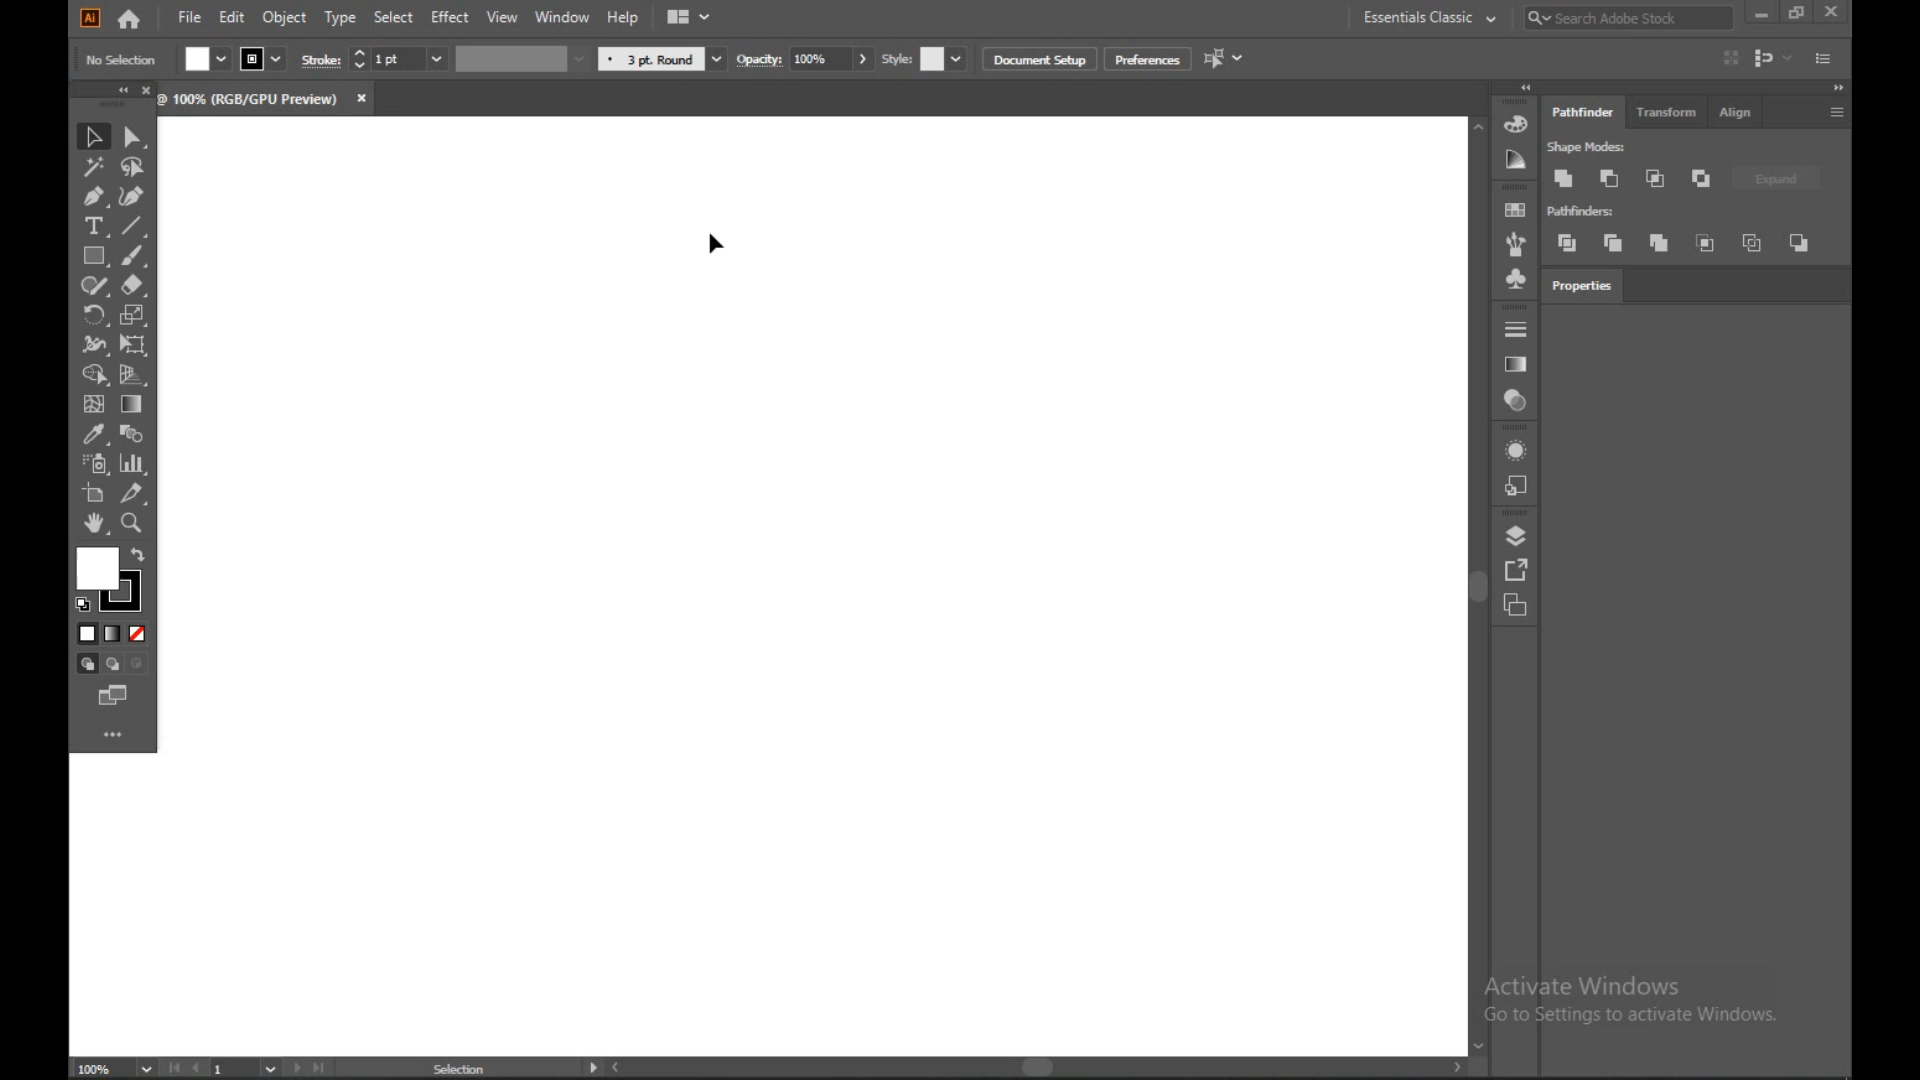 Ai File Edit Object Type Select Effect View Window Help Essentials Classic Search Adobe Stock
No Selection Stroke: 1 pt 3 pt. Round Opacity: 100% Style: Document Setup Preferences
@ 100% (RGB/GPU Preview)
Pathfinder Transform Align
Shape Modes:
Expand
Pathfinders:
Properties
Activate Windows
Go to Settings to activate Windows.
100% 1 Selection